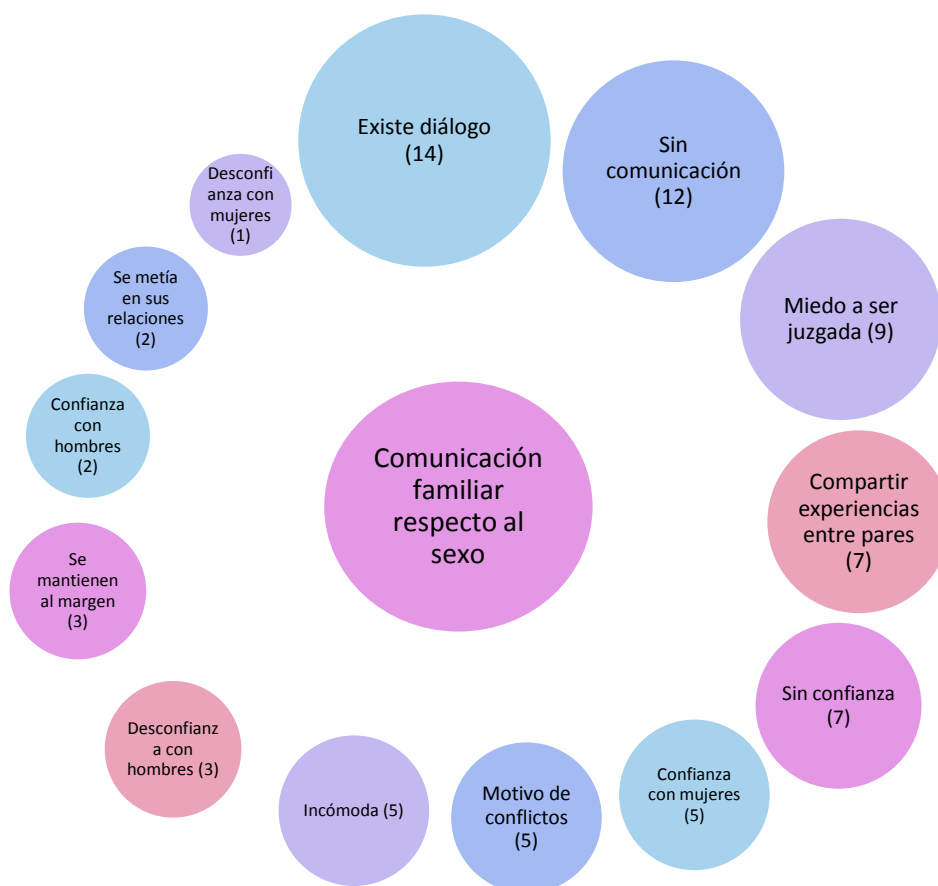 Existe diálogo
(14)
Sin
comunicación
(12)
Miedo a ser
juzgada (9)
Compartir
experiencias
entre pares
(7)
Sin confianza
(7)
Confianza
con mujeres
(5)
Motivo de
conflictos
(5)
Incómoda (5)
Desconfianz
a con
hombres (3)
Se
mantienen
al margen
(3)
Confianza
con
hombres
(2)
Se metía
en sus
relaciones
(2)
Desconfi
anza con
mujeres
(1)
Comunicación
familiar
respecto al
sexo